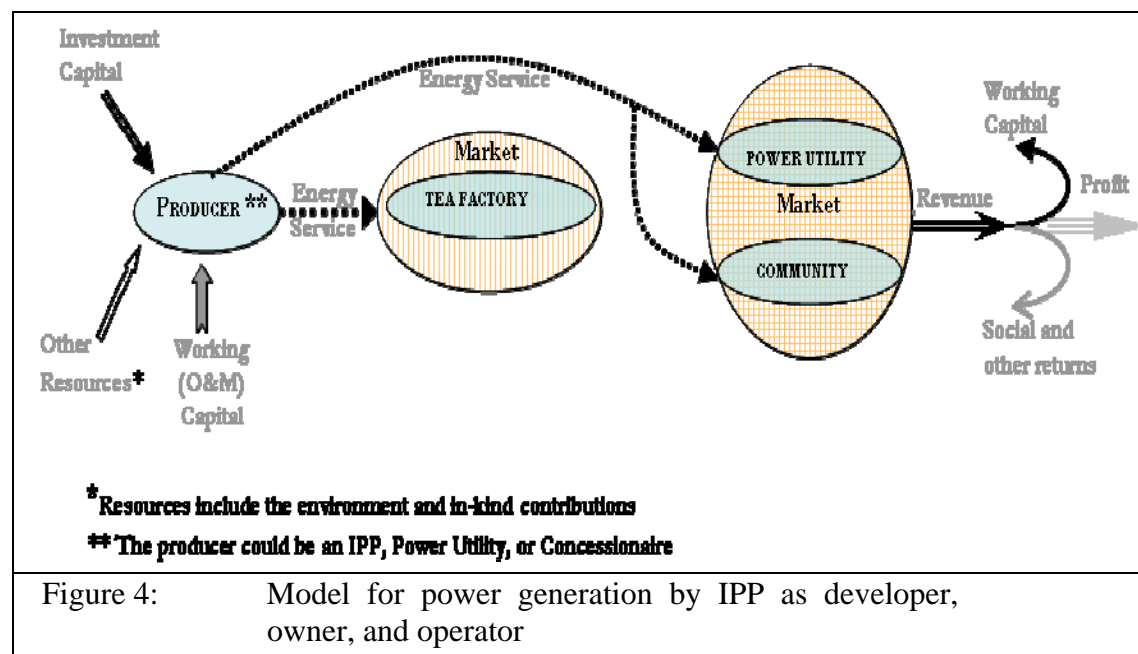 Investment
Capital
Energy Service
Working
Capital
Market
POWER UTILITY
PRODUCER **
Energy
Service
TEA FACTORY
Market
Revenue
Profit
COMMUNITY
Other
Resources*
Working
(O&M)
Capital
Social and
other returns
*Resources include the environment and in-kind contributions
** The producer could be an IPP, Power Utility, or Concessionaire
Figure 4: Model for power generation by IPP as developer,
owner, and operator